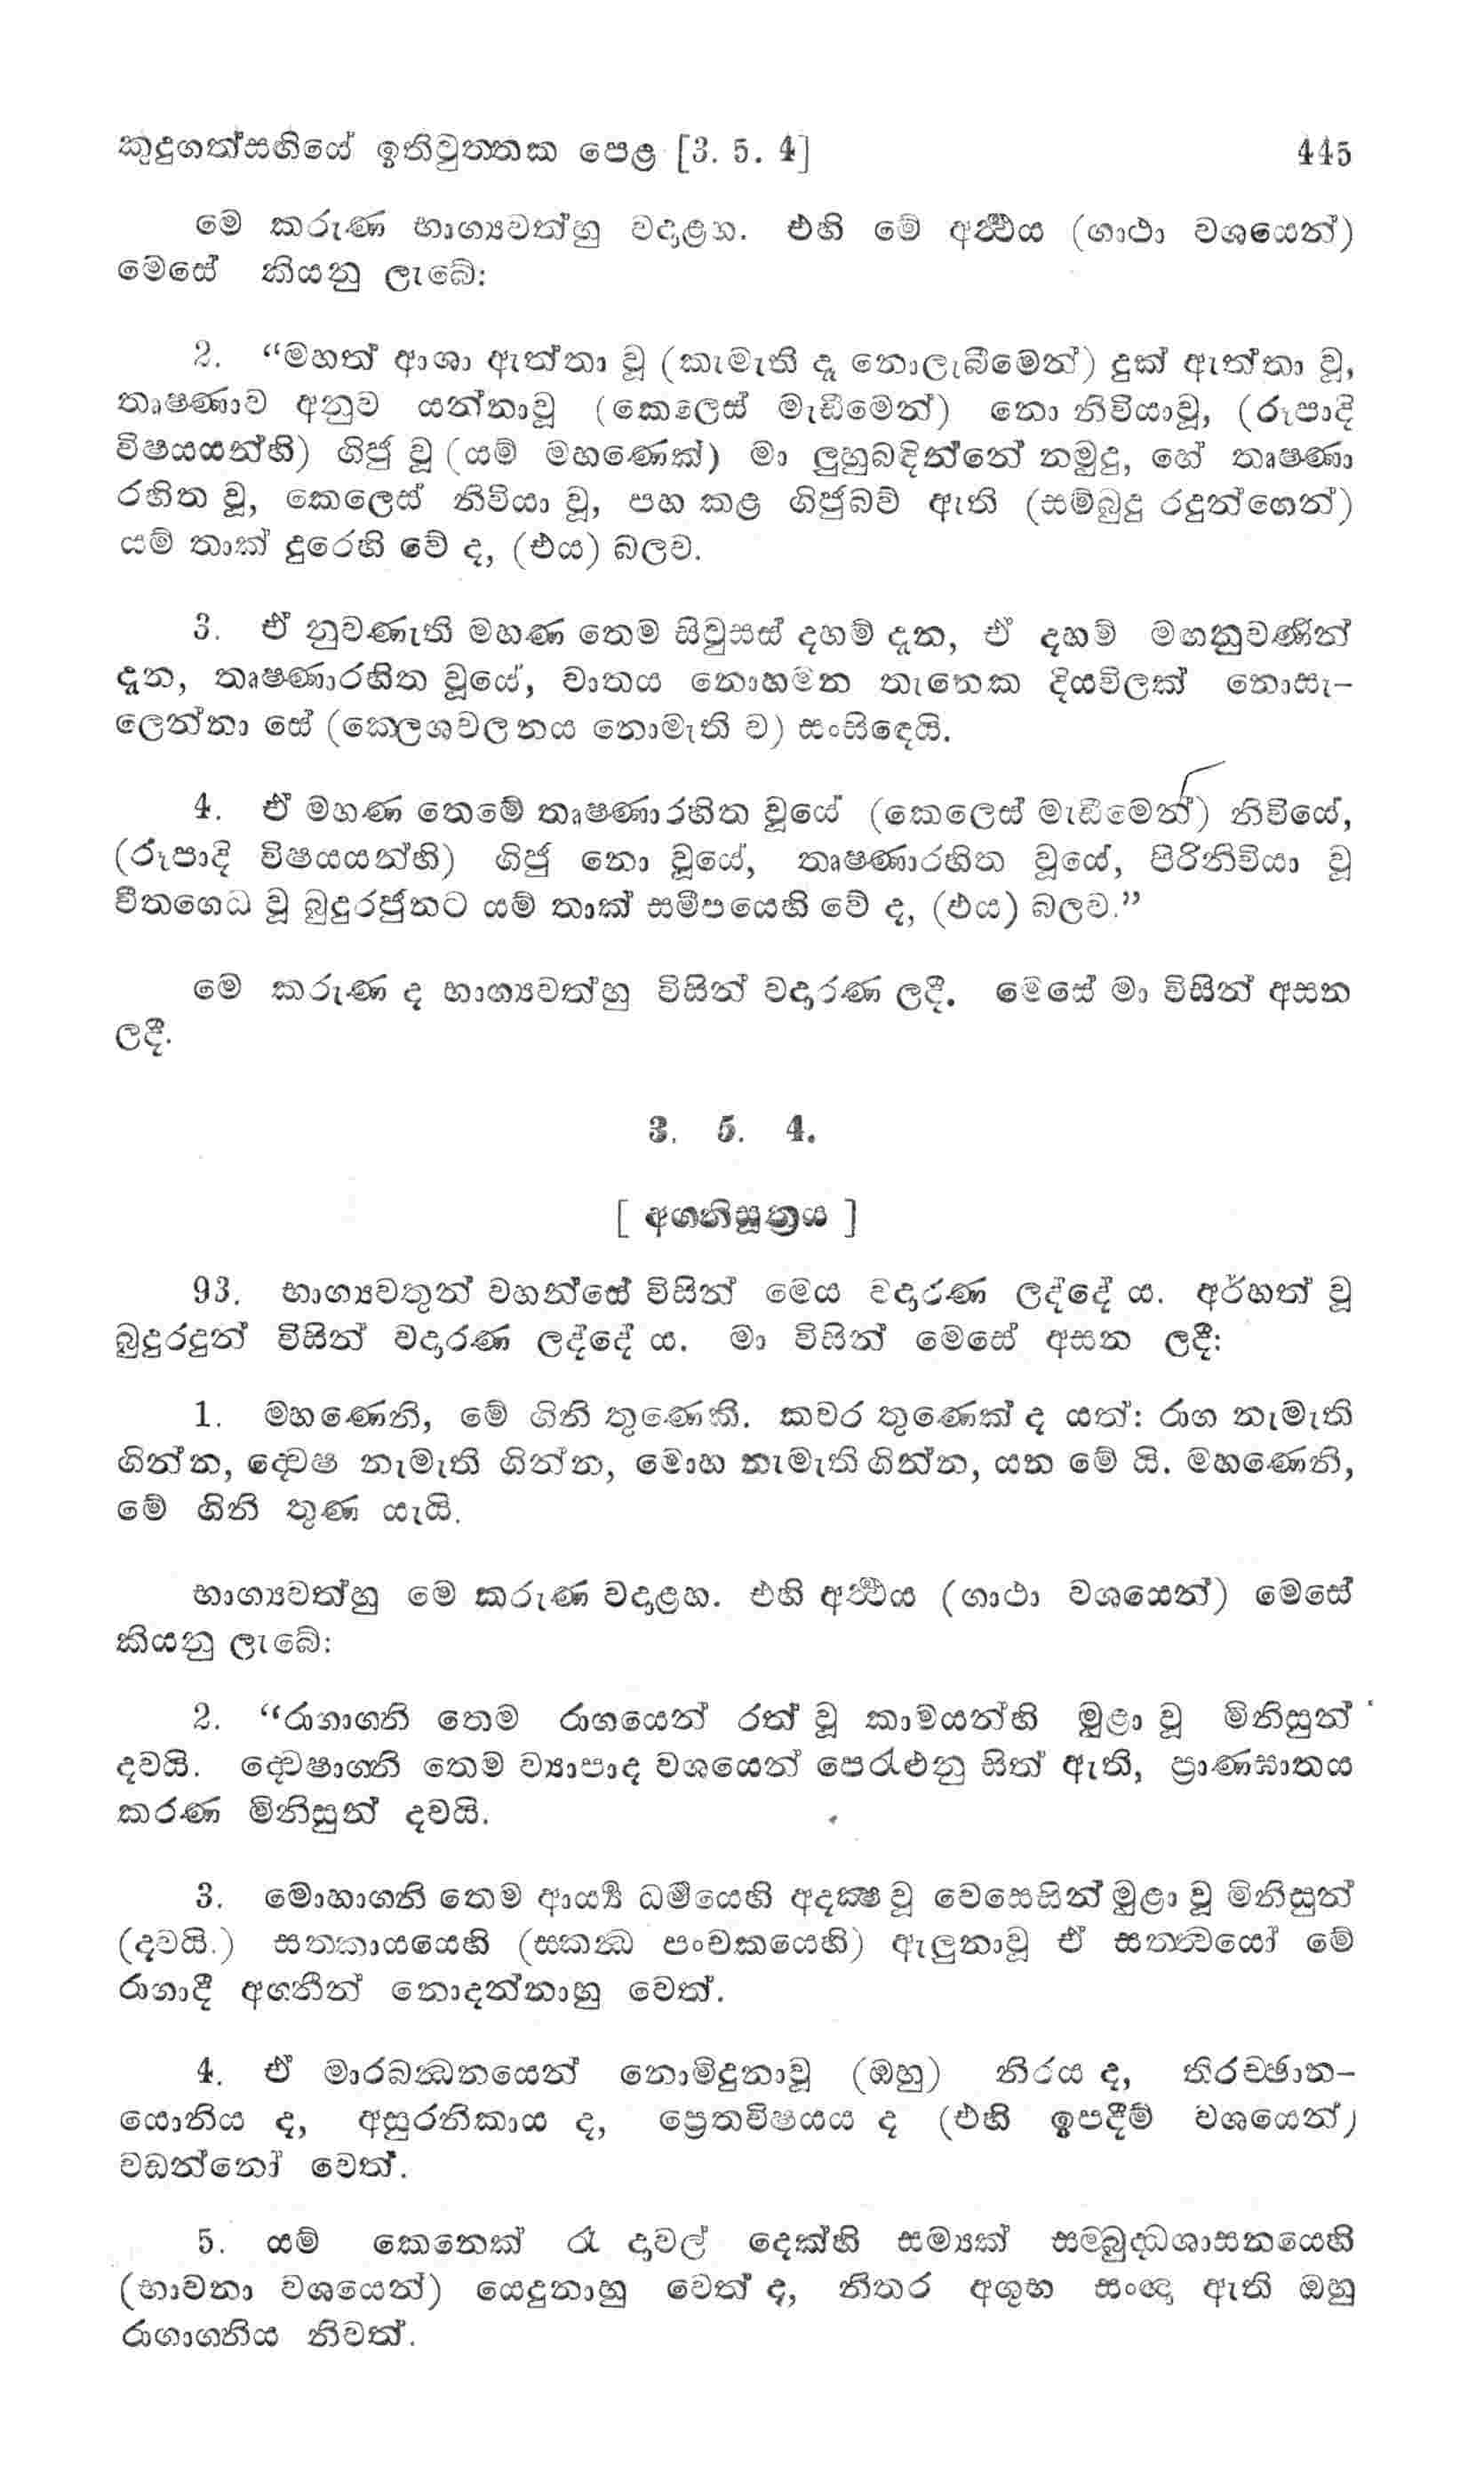 කුදුගත්සඟියේ ඉතිවුත්තක පෙළ [3. 5. 4] 445
මෙ කරුණ භාග්‍යවත්හු වදාළහ. එහි මේ අර්‍ත්‍ථය (ගාථා වශයෙන්)
මෙසේ කියනු ලැබේ:
2. “මහත් ආශා ඇත්තා වූ (කැමැති දෑ නොලැබීමෙන්) දුක් ඇත්තා වූ,
තෘෂ්ණාව අනුව යන්නාවූ (කෙලෙස් මැඩීමෙන්) නො නිවියාවූ, (රූපාදි
විෂයයන්හි) ගිජු වූ (යම් මහණෙක්) මා ලුහුබඳින්නේ නමුදු, හේ තෘෂ්ණා
රහිත වූ, කෙලෙස් නිවියා වූ, පහ කළ ගිජුබව් ඇති (සම්බුදු රදුන්ගෙන්)
යම් තාක් දුරෙහි වේ ද, (එය) බලව.
3. ඒ නුවණැති මහණ තෙම සිවුසස් දහම් දැන, ඒ දහම් මඟනුවණින්
දැන, තෘෂ්ණාරහිත වූයේ, වාතය නොහමන තැනෙක දියවිලක් නොසැ-
ලෙන්නා සේ (ක්ලෙශචලනය නොමැති ව) සංසිඳෙයි.
4. ඒ මහණ තෙමේ තෘෂ්ණාරහිත වූයේ (කෙලෙස් මැඩීමෙන්) නිවියේ,
(රූපාදි විෂයයන්හි) ගිජු නො වූයේ, තෘෂ්ණාරහිත වූයේ, පිරිනිවියා වූ
වීතගෙධ වූ බුදුරජුනට යම් තාක් සමීපයෙහි වේ ද, (එය) බලව.”
මෙ කරුණ ද භාග්‍යවත්හු විසින් වදාරණ ලදී. මෙසේ මා විසින් අසන
ලදී.
3. 5. 4.
[ අග්නිසූත්‍රය ]
93. භාග්‍යවතුන් වහන්සේ විසින් මෙය වදාරණ ලද්දේ ය. අර්හත් වූ
බුදුරදුන් විසින් වදාරණ ලද්දේ ය. මා විසින් මෙසේ අසන ලදී:
1. මහණෙනි, මේ ගිනි තුණෙකි. කවර තුණෙක් ද යත්: රාග නැමැති
ගින්න, ද්වෙෂ නැමැති ගින්න, මොහ නැමැති ගින්න, යන මේ යි. මහණෙනි,
මේ ගිනි තුණ යැයි.
භාග්‍යවත්හු මෙ කරුණ වදාළහ. එහි අර්‍ත්‍ථය (ගාථා වශයෙන්) මෙසේ
කියනු ලැබේ:
2. “රාගාග්නි තෙම රාගයෙන් රත් වූ කාමයන්හි මුළා වූ මිනිසුන්
දවයි. ද්වෙෂාග්නි තෙම ව්‍යාපාද වශයෙන් පෙරැළුනු සිත් ඇති, ප්‍රාණඝාතය
කරණ මිනිසුන් දවයි.
3. මොහාග්නි තෙම ආර්‍ය්‍ය ධර්‍මයෙහි අදක්‍ෂ වූ වෙසෙසින් මුළා වූ මිනිසුන්
(දවයි.) සත්කායයෙහි (ස්කන්‍ධ පංචකයෙහි) ඇලුනාවූ ඒ සත්ත්‍වයෝ මේ
රාගාදී අග්නීන් නොදන්නාහු වෙත්.
4. ඒ මාරබන්‍ධනයෙන් නොමිදුනාවූ (ඔහු) නිරය ද, තිරච්ඡාන-
යොනිය ද, අසුරනිකාය ද, ප්‍රෙතවිෂයය ද (එහි ඉපදීම් වශයෙන්)
වඩන්නෝ වෙත්.
5. යම් කෙනෙක් රෑ දාවල් දෙක්හි සම්‍යක් සම්බුද්ධශාසනයෙහි
(භාවනා වශයෙන්) යෙදුනාහු වෙත් ද, නිතර අශුභ සංඥා ඇති ඔහු
රාගාග්නිය නිවත්.